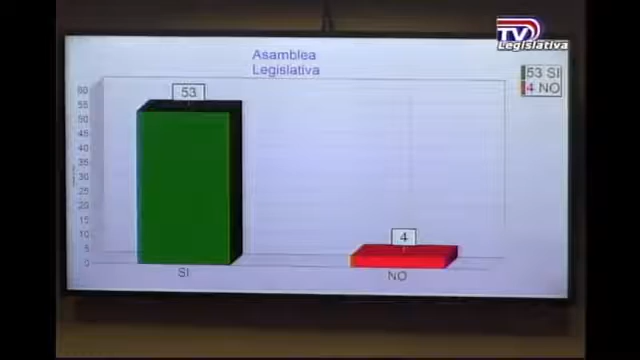 TV
Legislativa
Asamblea
Legislativa
53 SI
4 NO
60
55
50
45
40
35
30
25
20
15
10
5
0
53
4
SI
NO